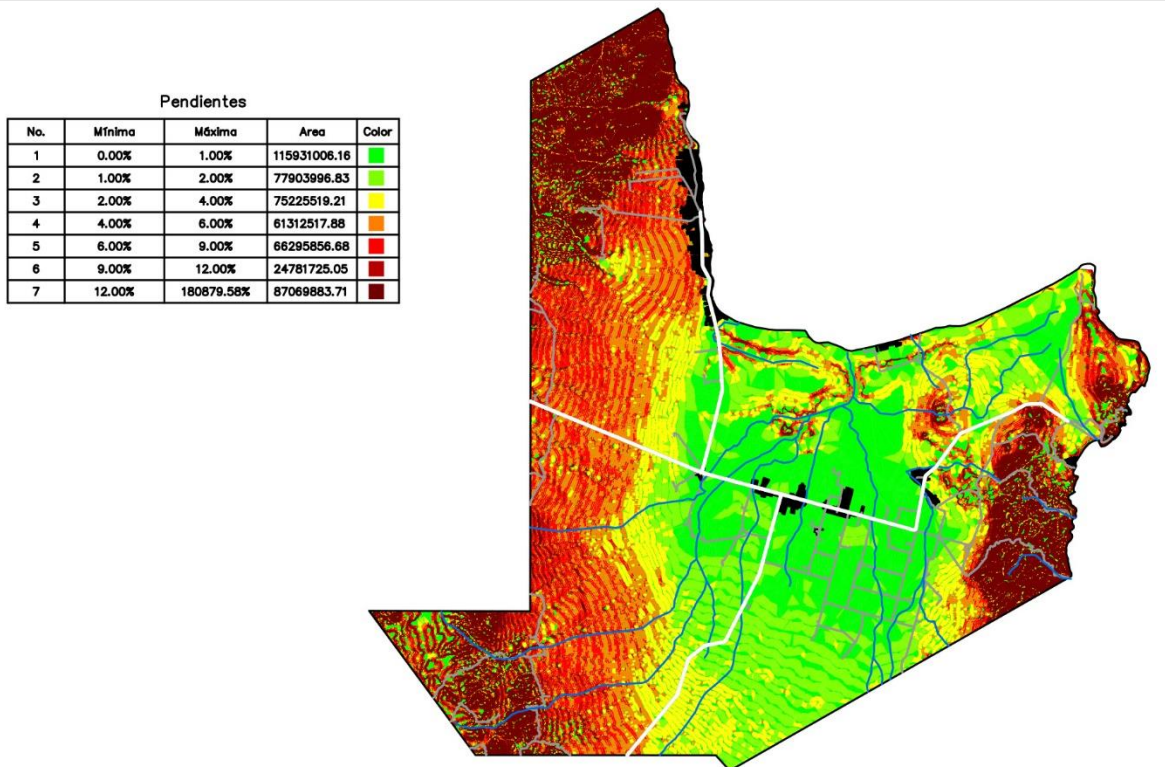 Pendientes
No. Mínima Máxima Area Color
1 0.00% 1.00% 115931006.16
2 1.00% 2.00% 77903996.83
3 2.00% 4.00% 75225519.21
4 4.00% 6.00% 61312517.88
5 6.00% 9.00% 66295856.68
6 9.00% 12.00% 24781725.05
7 12.00% 180879.58% 87069883.71